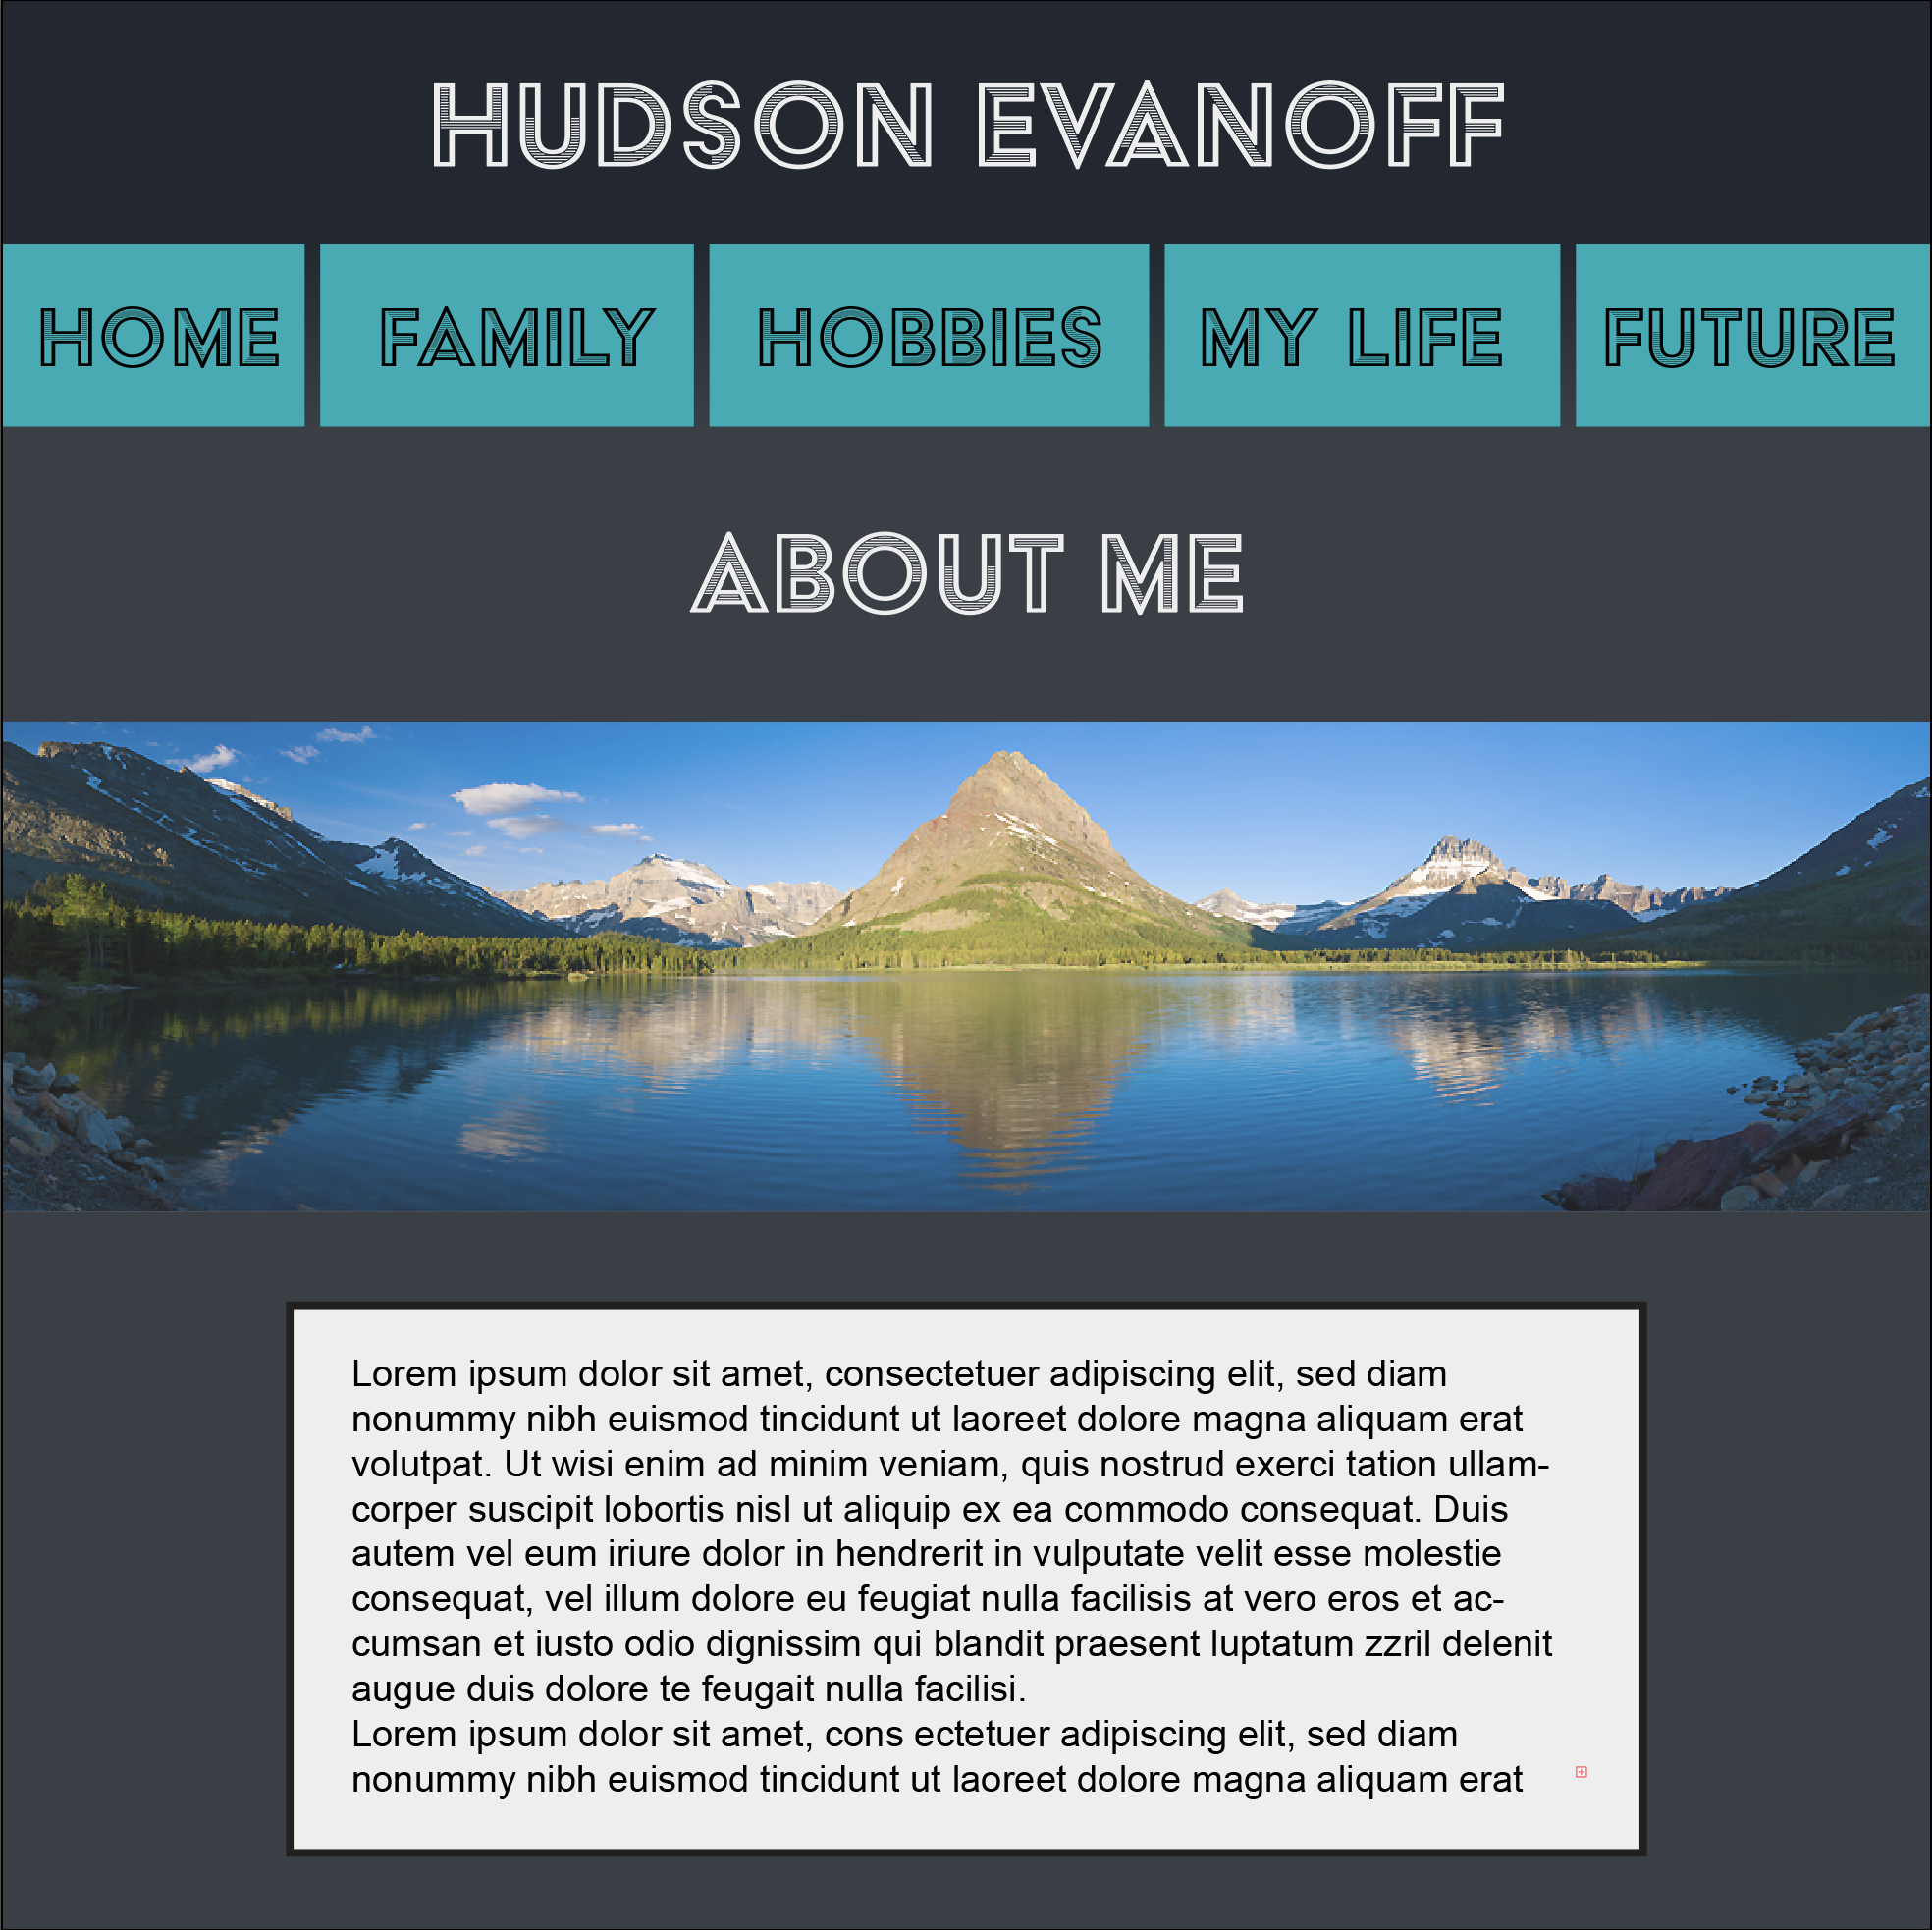 HUDSON EVANOFF
HOME FAMILY HOBBIES MY LIFE FUTURE
ABOUT ME
Lorem ipsum dolor sit amet, consectetuer adipiscing elit, sed diam
nonummy nibh euismod tincidunt ut laoreet dolore magna aliquam erat
volutpat. Ut wisi enim ad minim veniam, quis nostrud exerci tation ullam-
corper suscipit lobortis nisl ut aliquip ex ea commodo consequat. Duis
autem vel eum iriure dolor in hendrerit in vulputate velit esse molestie
consequat, vel illum dolore eu feugiat nulla facilisis at vero eros et ac-
cumsan et iusto odio dignissim qui blandit praesent luptatum zzril delenit
augue duis dolore te feugait nulla facilisi.
Lorem ipsum dolor sit amet, cons ectetuer adipiscing elit, sed diam
nonummy nibh euismod tincidunt ut laoreet dolore magna aliquam erat